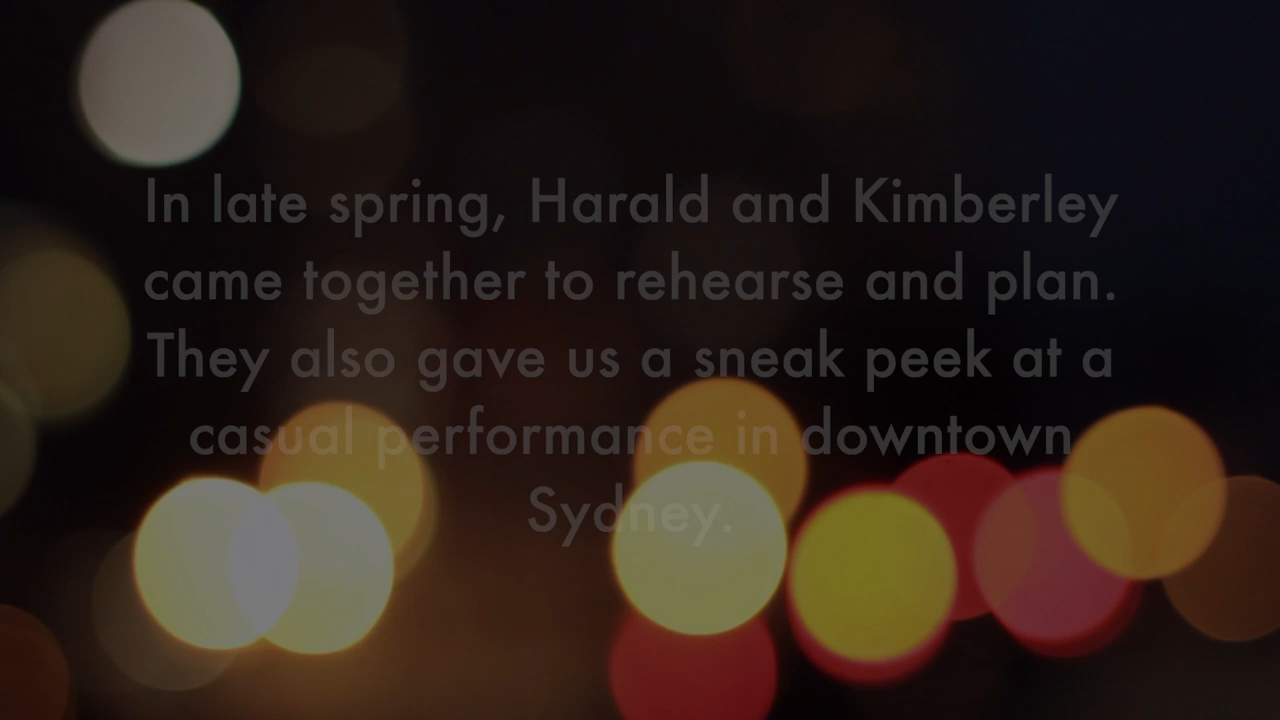 In late spring, Harald and Kimberley
came together to rehearse and plan.
They also gave us a sneak peek at a
casual performance in downtown
Sydney.